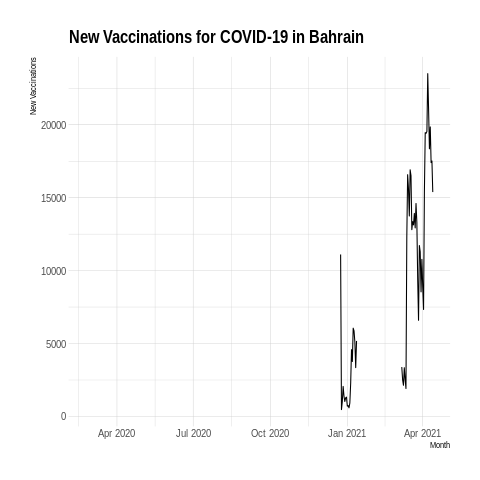 New Vaccinations for COVID-19 in Bahrain
New Vaccinations
20000
15000
10000
5000
0
Apr 2020 Jul 2020 Oct 2020 Jan 2021 Apr 2021
Month